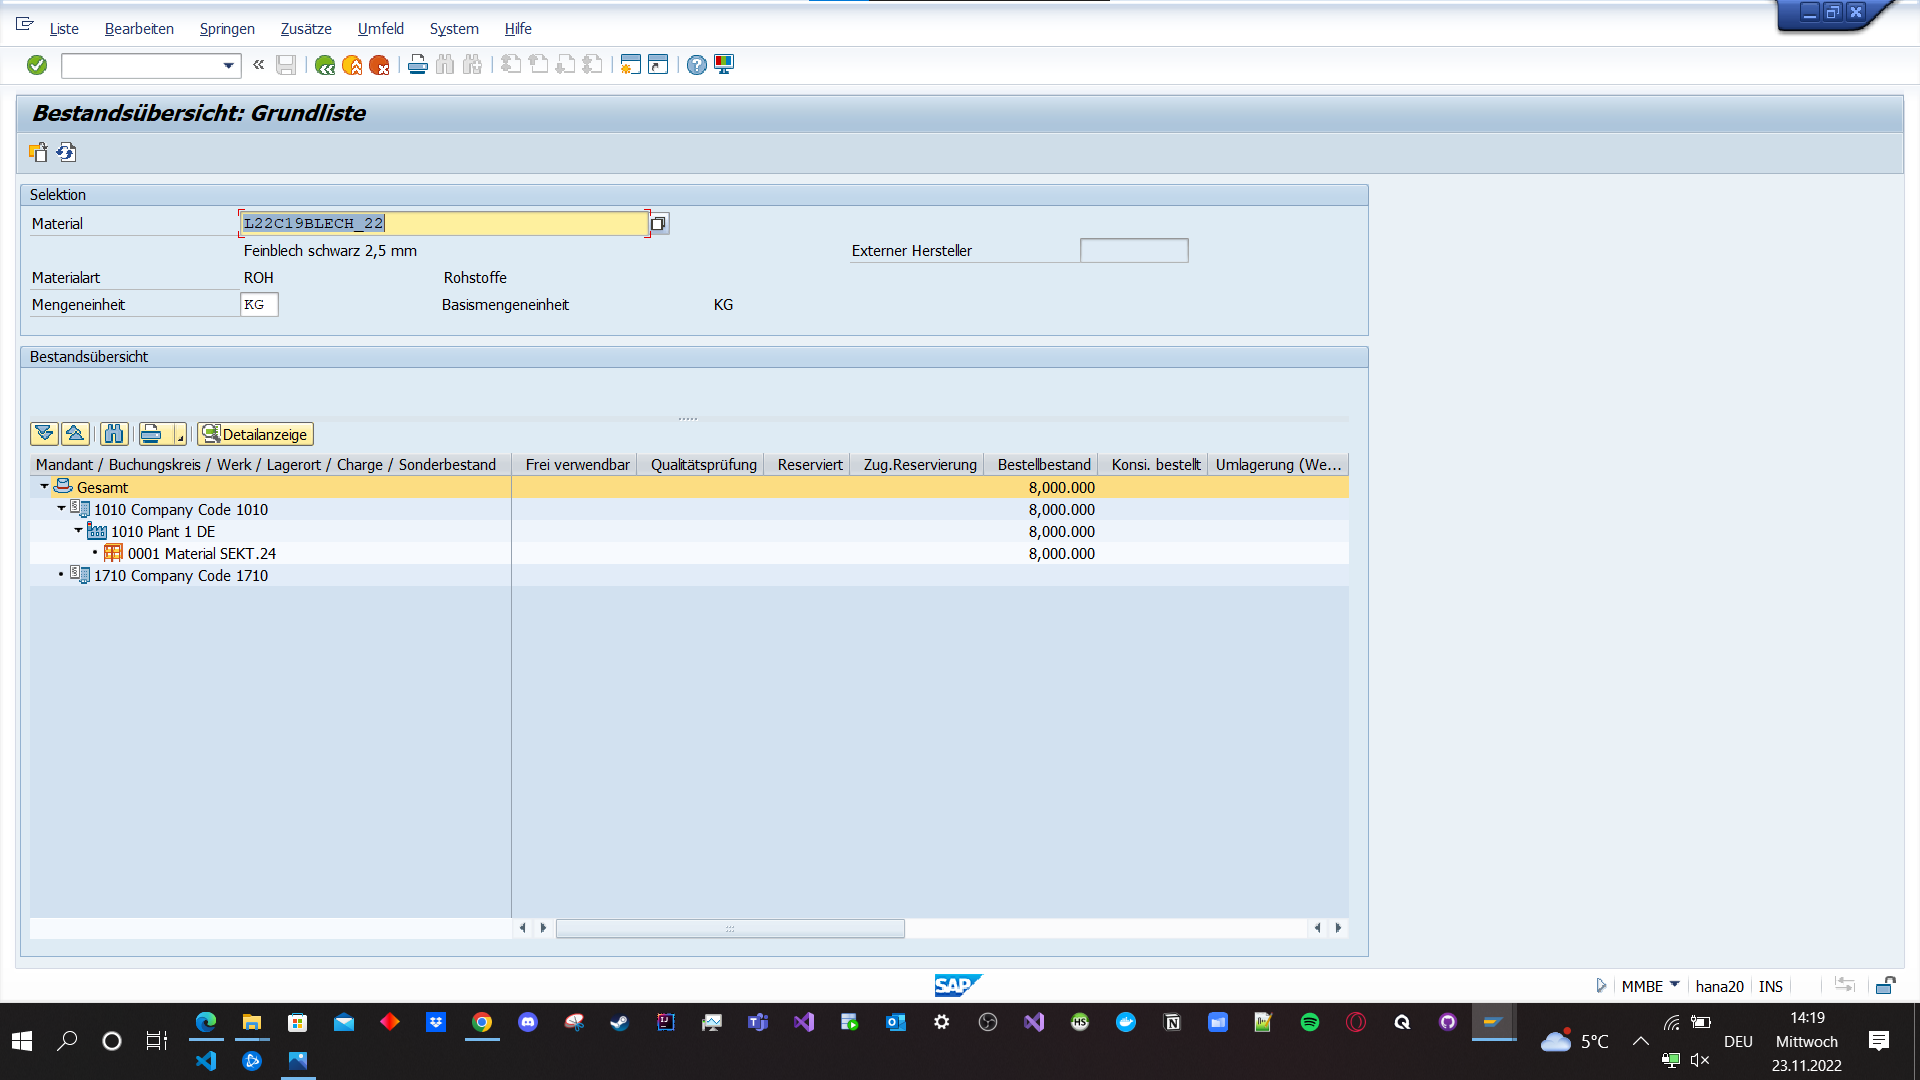 Liste Bearbeiten Springen Zusätze Umfeld System Hilfe
Bestandsübersicht: Grundliste
Selektion
Material L22C19BLECH_22
Feinblech schwarz 2,5 mm Externer Hersteller
Materialart ROH Rohstoffe
Mengeneinheit KG Basismengeneinheit KG
Bestandsübersicht
Detailanzeige
Mandant / Buchungskreis / Werk / Lagerort / Charge / Sonderbestand Frei verwendbar Qualitätsprüfung Reserviert Zug.Reservierung Bestellbestand Konsi. bestellt Umlagerung (We...
Gesamt 8,000.000
1010 Company Code 1010 8,000.000
1010 Plant 1 DE 8,000.000
0001 Material SEKT.24 8,000.000
1710 Company Code 1710
SAP MMBE hana20 INS
14:19
5°C DEU Mittwoch
23.11.2022